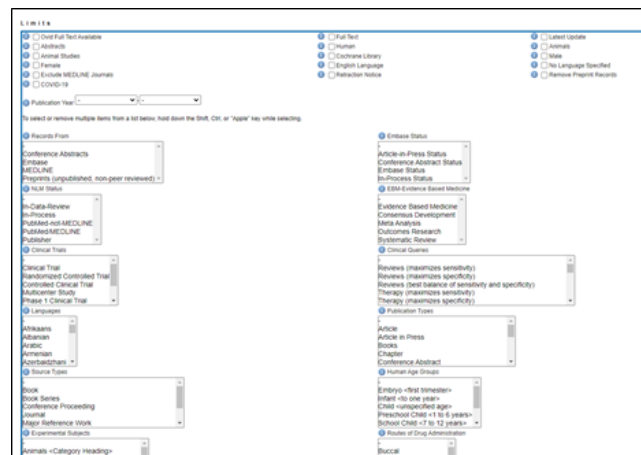 Limits
Ovid Full Text Available
Full Text
Latest Update
Abstracts
Human
Animals
Animal Studies
Cochrane Library
Male
Female
English Language
No Language Specified
Exclude MEDLINE Journals
Retraction Notice
Remove Preprint Records
COVID-19
Publication Year - -
To select or remove multiple items from a list below, hold down the Shift, Ctrl, or "Apple" key while selecting.
Records From
-
Conference Abstracts
Embase
MEDLINE
Preprints (unpublished, non-peer reviewed)
Embase Status
-
Article-in-Press Status
Conference Abstract Status
Embase Status
In-Process Status
NLM Status
-
In-Data-Review
In-Process
PubMed-not-MEDLINE
PubMed/MEDLINE
Publisher
EBM-Evidence Based Medicine
-
Evidence Based Medicine
Consensus Development
Meta Analysis
Outcomes Research
Systematic Review
Clinical Trials
-
Clinical Trial
Randomized Controlled Trial
Controlled Clinical Trial
Multicenter Study
Phase 1 Clinical Trial
Clinical Queries
-
Reviews (maximizes sensitivity)
Reviews (maximizes specificity)
Reviews (best balance of sensitivity and specificity)
Therapy (maximizes sensitivity)
Therapy (maximizes specificity)
Languages
-
Afrikaans
Albanian
Arabic
Armenian
Azerbaidzhani
Publication Types
-
Article
Article in Press
Books
Chapter
Conference Abstract
Source Types
-
Book
Book Series
Conference Proceeding
Journal
Major Reference Work
Human Age Groups
-
Embryo <first trimester>
Infant <to one year>
Child <unspecified age>
Preschool Child <1 to 6 years>
School Child <7 to 12 years>
Experimental Subjects
-
Animals <Category Heading>
Routes of Drug Administration
-
Buccal